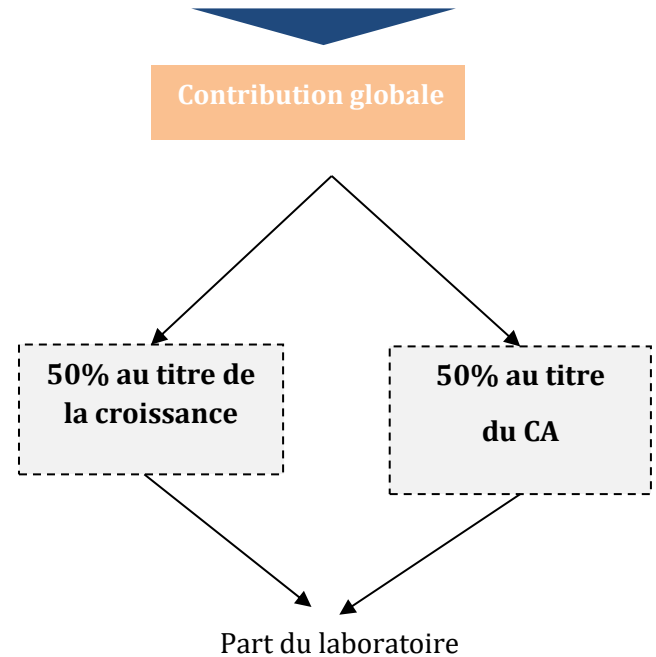 Contribution globale
50% au titre de
la croissance
50% au titre
du CA
Part du laboratoire